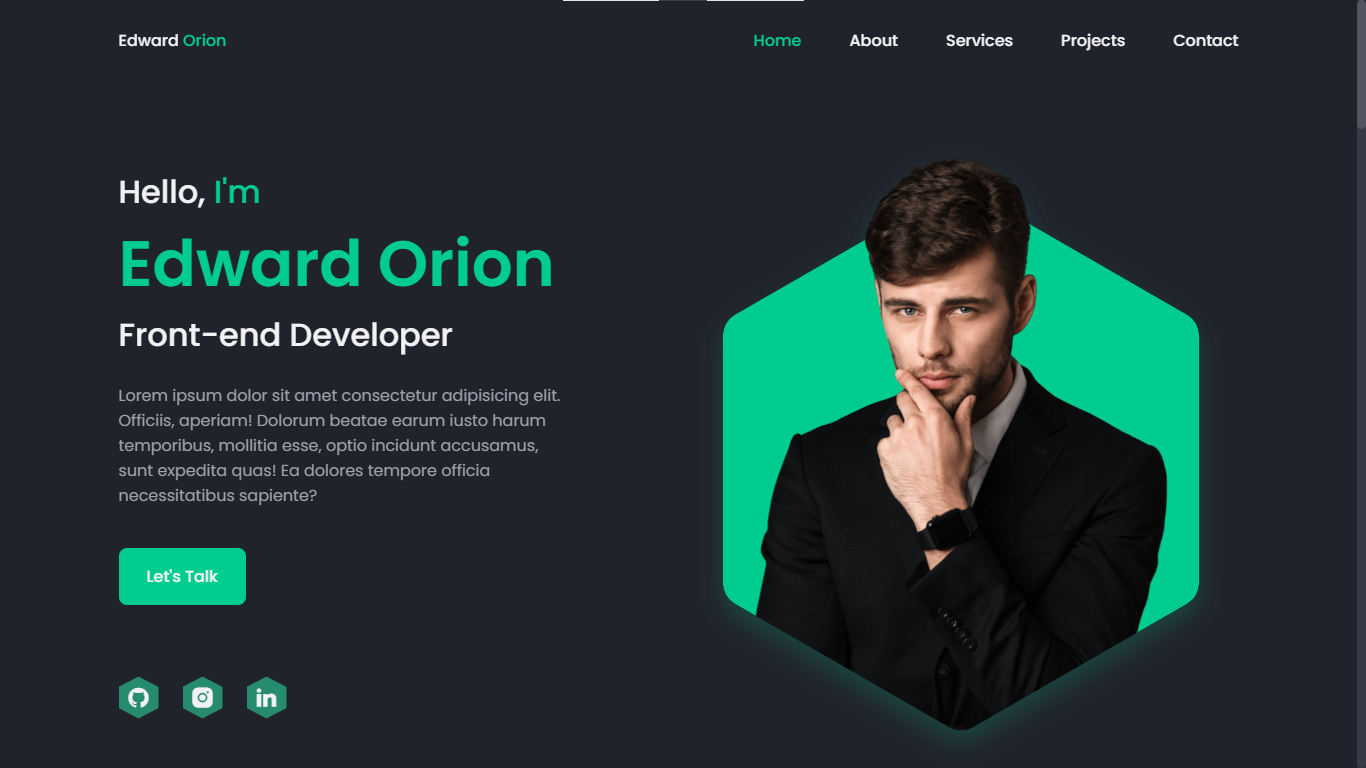 Edward Orion
Home About Services Projects Contact
Hello, I'm
Edward Orion
Front-end Developer
Lorem ipsum dolor sit amet consectetur adipisicing elit.
Officiis, aperiam! Dolorum beatae earum iusto harum
temporibus, mollitia esse, optio incidunt accusamus,
sunt expedita quas! Ea dolores tempore officia
necessitatibus sapiente?
Let's Talk
in